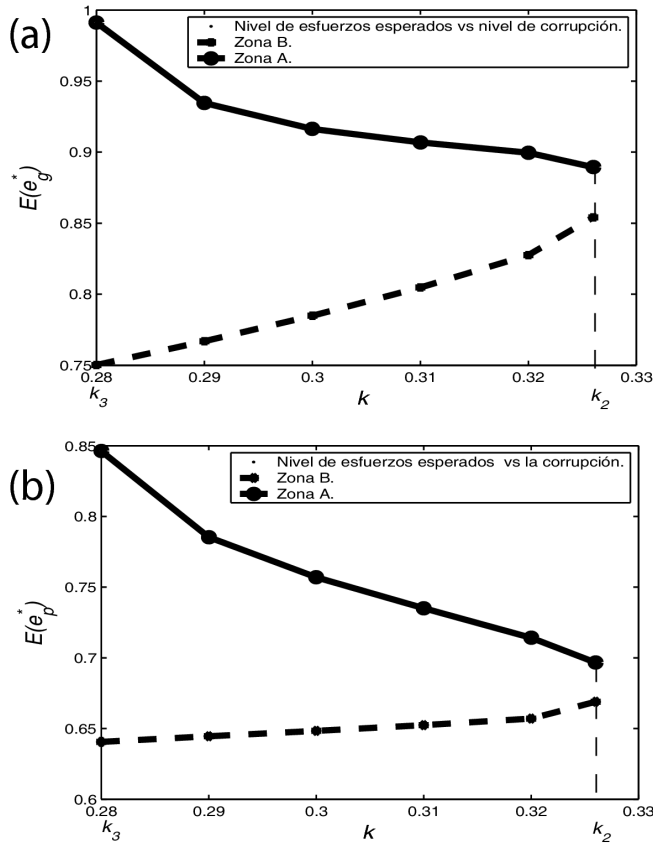 (a)
1
0.95
0.9
0.85
0.8
0.75
E(e*g)
Nivel de esfuerzos esperados vs nivel de corrupción.
Zona B.
Zona A.
0.28
0.29
0.3
0.31
0.32
0.33
k3
k
k2
(b)
0.85
0.8
0.75
0.7
0.65
0.6
E(e*p)
Nivel de esfuerzos esperados vs la corrupción.
Zona B.
Zona A.
0.28
0.29
0.3
0.31
0.32
0.33
k3
k
k2